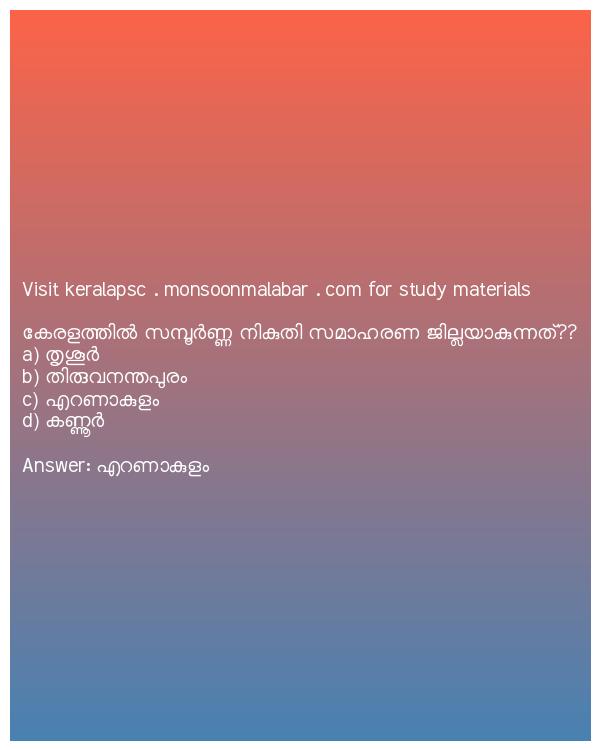 Visit keralapsc . monsoonmalabar . com for study materials
കേരളത്തിൽ സമ്പൂർണ്ണ നികുതി സമാഹരണ ജില്ലയാകുന്നത്??
a) തൃശൂർ
b) തിരുവനന്തപുരം
c) എറണാകുളം
d) കണ്ണൂർ
Answer: എറണാകുളം